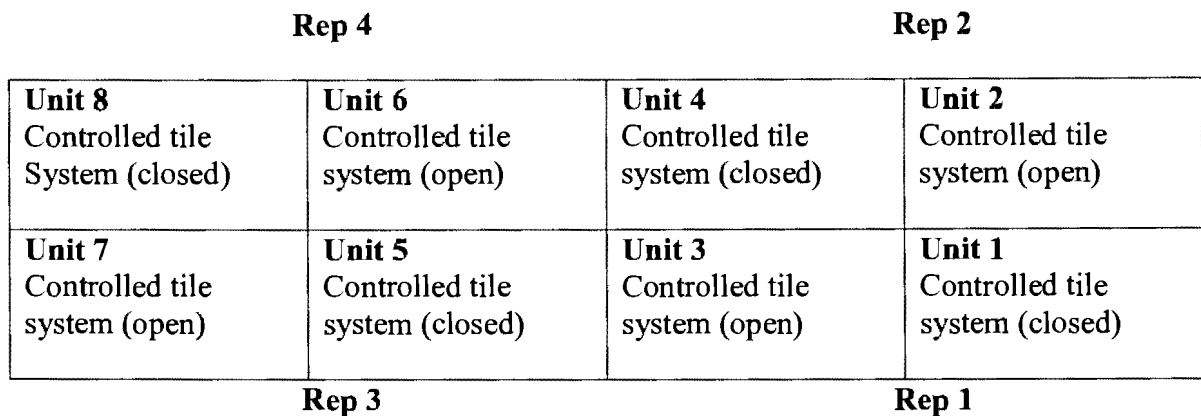 Rep 4 Rep 2
Unit 8
Controlled tile
System (closed)
Unit 6
Controlled tile
system (open)
Unit 4
Controlled tile
system (closed)
Unit 2
Controlled tile
system (open)
Unit 7
Controlled tile
system (open)
Unit 5
Controlled tile
system (closed)
Unit 3
Controlled tile
system (open)
Unit 1
Controlled tile
system (closed)
Rep 3 Rep 1